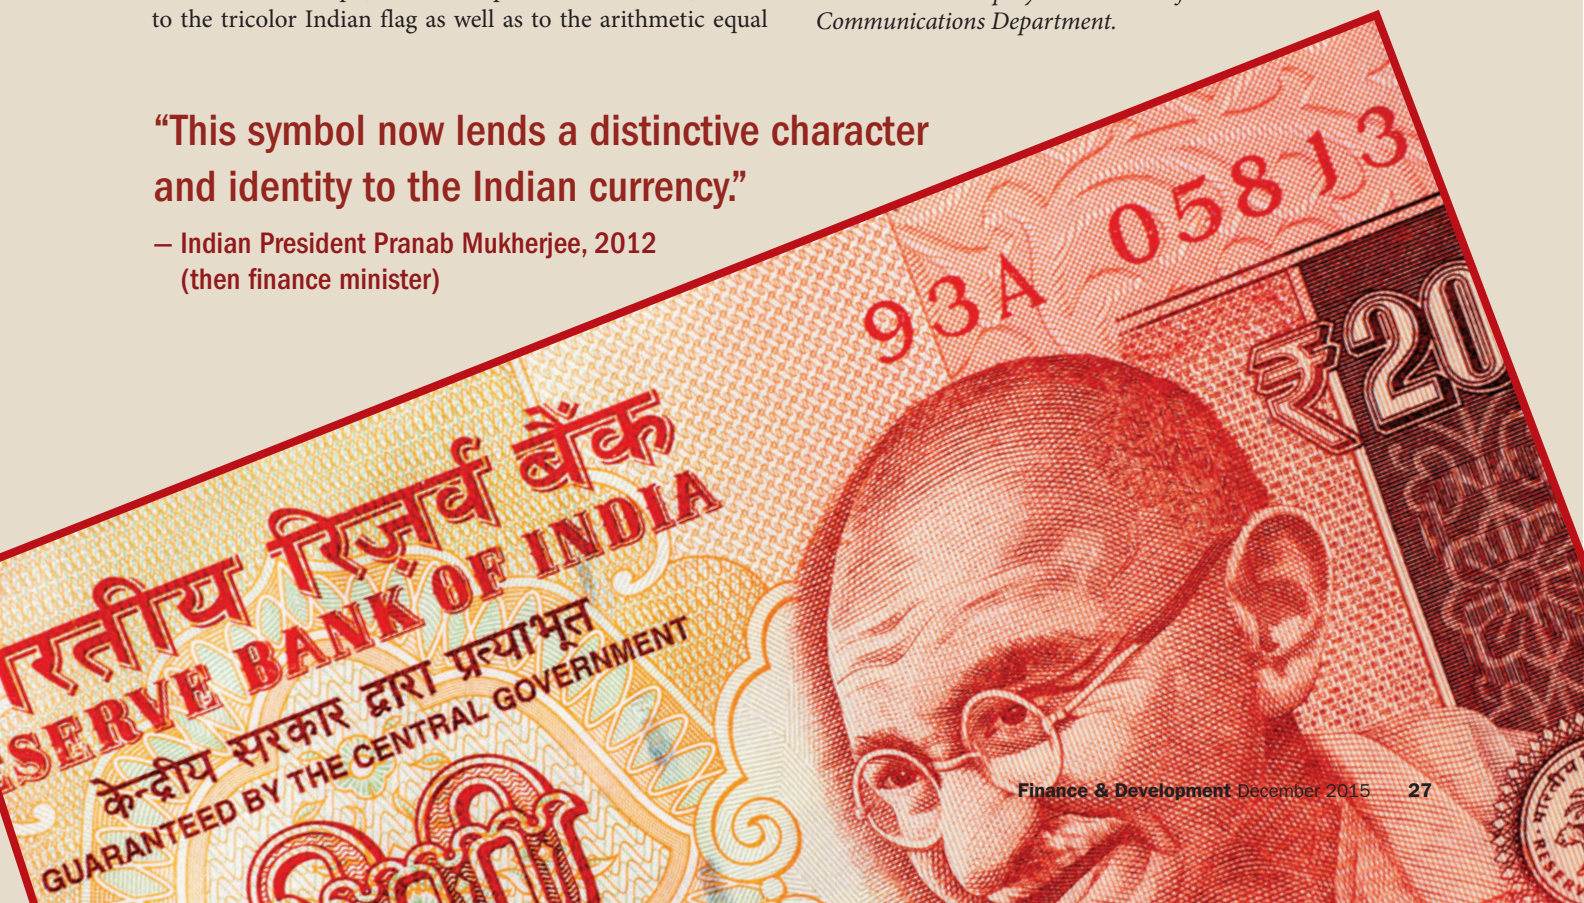 to the tricolor Indian flag as well as to the arithmetic equal
Communications Department.
“This symbol now lends a distinctive character
and identity to the Indian currency.”
— Indian President Pranab Mukherjee, 2012
(then finance minister)
93A 05813
₹20
रतीय रिज़र्व बैंक
SERVE BANK OF INDIA
केन्द्रीय सरकार द्वारा प्रत्याभूत
GUARANTEED BY THE CENTRAL GOVERNMENT
Finance & Development December 2015 27